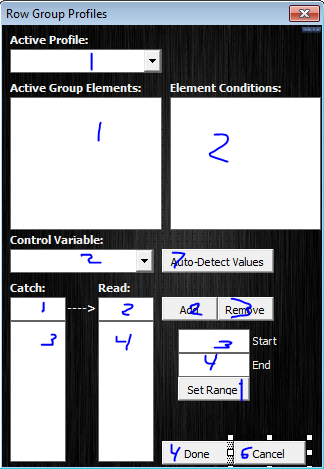 Row Group Profiles
Active Profile:
1
Active Group Elements: Element Conditions:
1 2
Control Variable:
2 7 Auto-Detect Values
Catch: Read:
1 ----> 2 Add 2 Remove 3
3 4 3 Start
4 End
Set Range 1
4 Done 5 Cancel